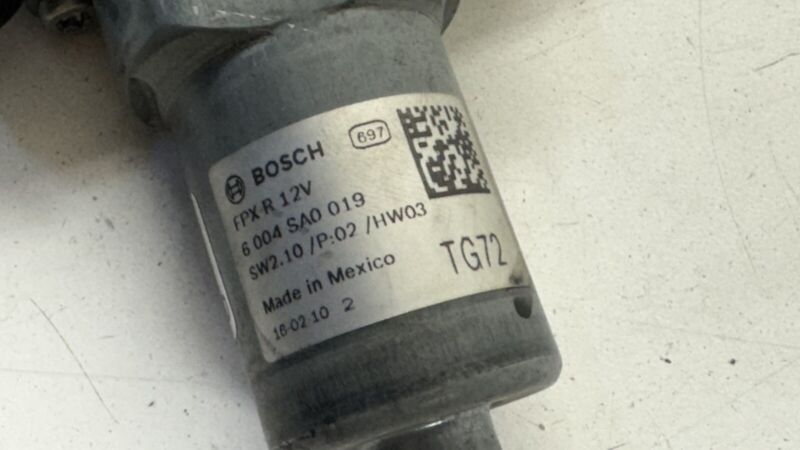 BOSCH 697
FPX-R 12V
6 004 SA0 019
SW2.10 /P:02 /HW03
Made in Mexico
TG72
16-02-10 2